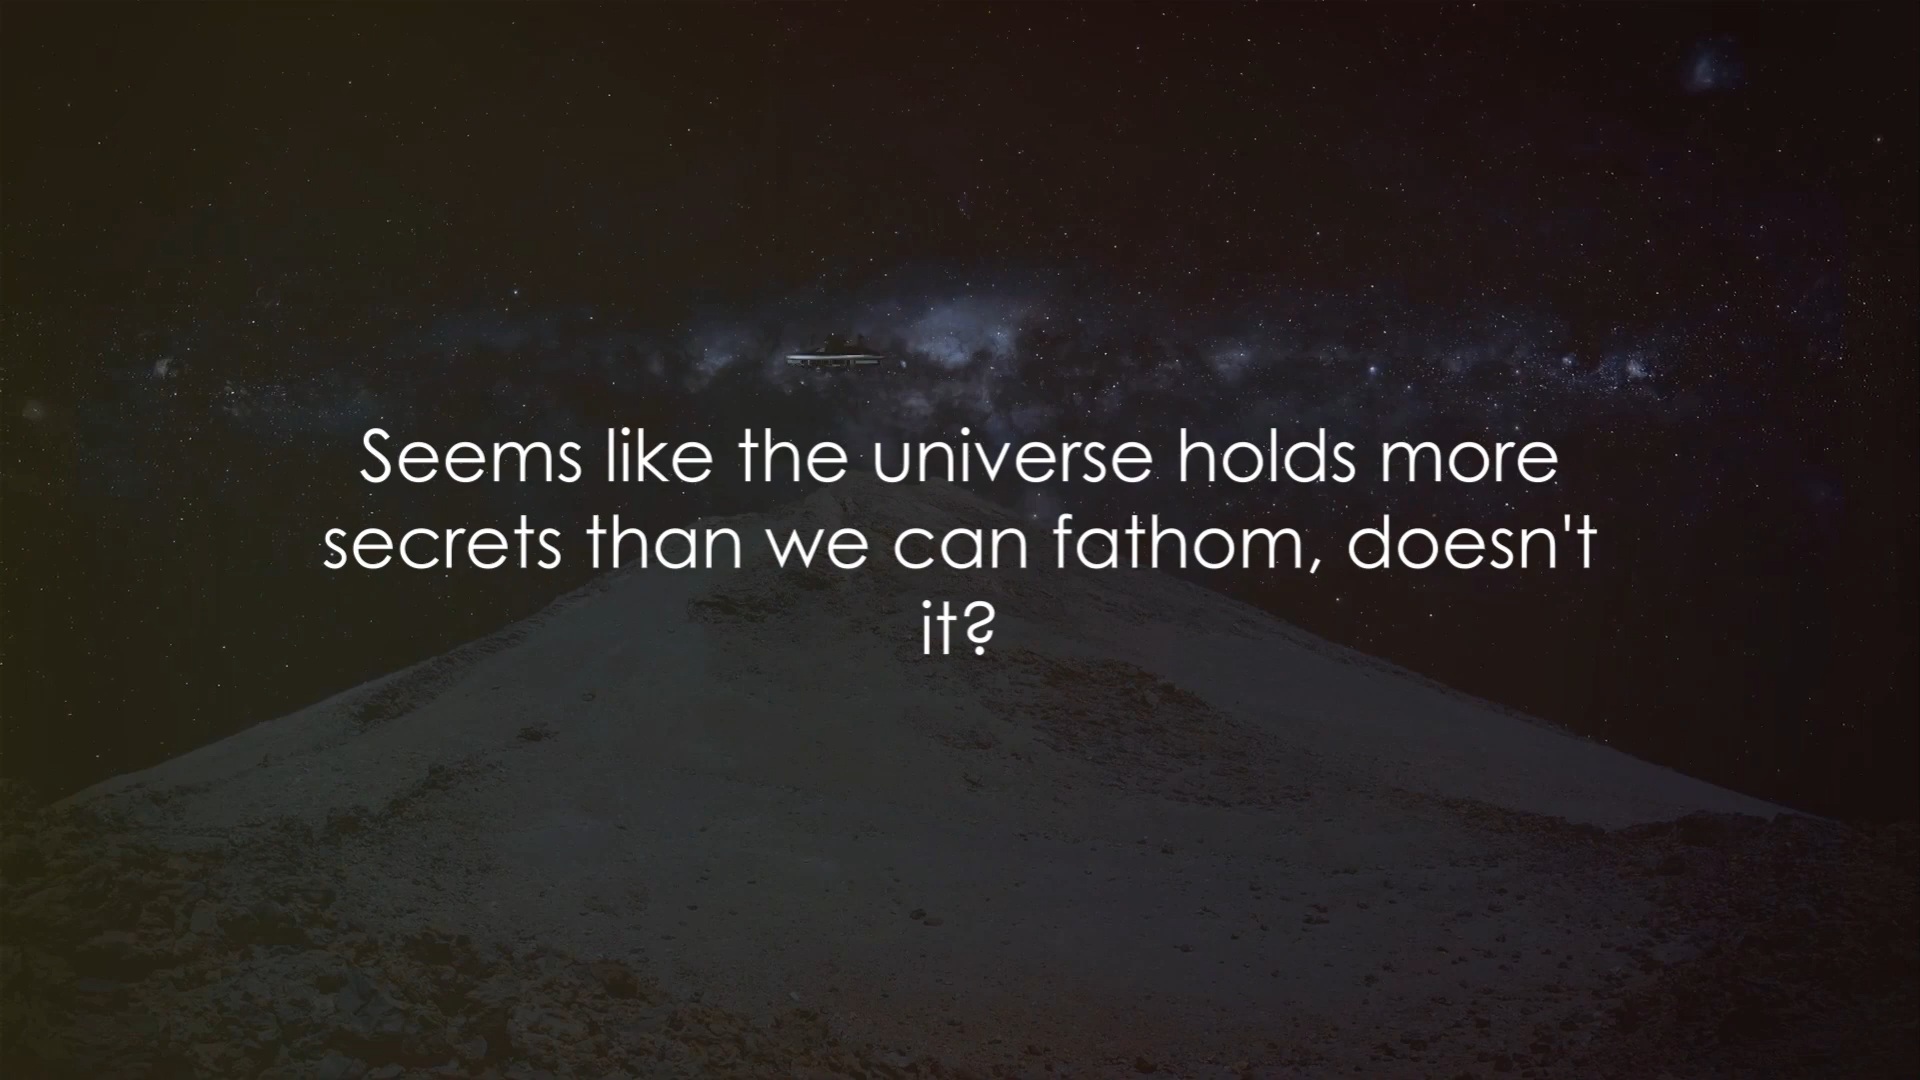 Seems like the universe holds more
secrets than we can fathom, doesn't
it?